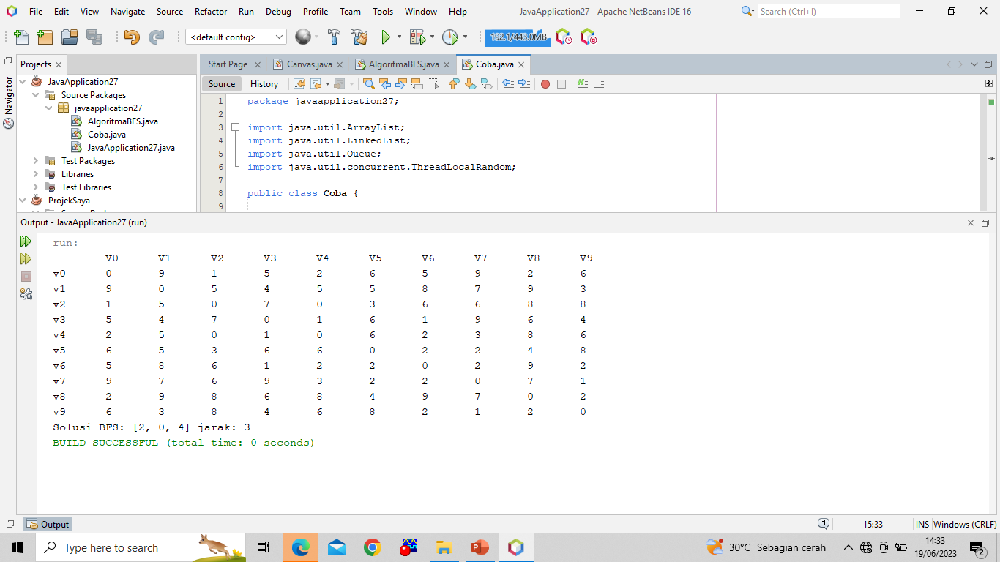 File Edit View Navigate Source Refactor Run Debug Profile Team Tools Window Help JavaApplication27 - Apache NetBeans IDE 16 Search (Ctrl+I)
<default config> 192.1/443.0MB
Projects Start Page Canvas.java AlgoritmaBFS.java Coba.java
Navigator
Source History
JavaApplication27
Source Packages
javaapplication27
AlgoritmaBFS.java
Coba.java
JavaApplication27.java
Test Packages
Libraries
Test Libraries
ProjekSaya
1 package javaapplication27;
2
3 import java.util.ArrayList;
4 import java.util.LinkedList;
5 import java.util.Queue;
6 import java.util.concurrent.ThreadLocalRandom;
7
8 public class Coba {
9
Output - JavaApplication27 (run)
run:
V0 V1 V2 V3 V4 V5 V6 V7 V8 V9
v0 0 9 1 5 2 6 5 9 2 6
v1 9 0 5 4 5 5 8 7 9 3
v2 1 5 0 7 0 3 6 6 8 8
v3 5 4 7 0 1 6 1 9 6 4
v4 2 5 0 1 0 6 2 3 8 6
v5 6 5 3 6 6 0 2 2 4 8
v6 5 8 6 1 2 2 0 2 9 2
v7 9 7 6 9 3 2 2 0 7 1
v8 2 9 8 6 8 4 9 7 0 2
v9 6 3 8 4 6 8 2 1 2 0
Solusi BFS: [2, 0, 4] jarak: 3
BUILD SUCCESSFUL (total time: 0 seconds)
Output 1 15:33 INS Windows (CRLF)
Type here to search 30°C Sebagian cerah 14:33
19/06/2023 2